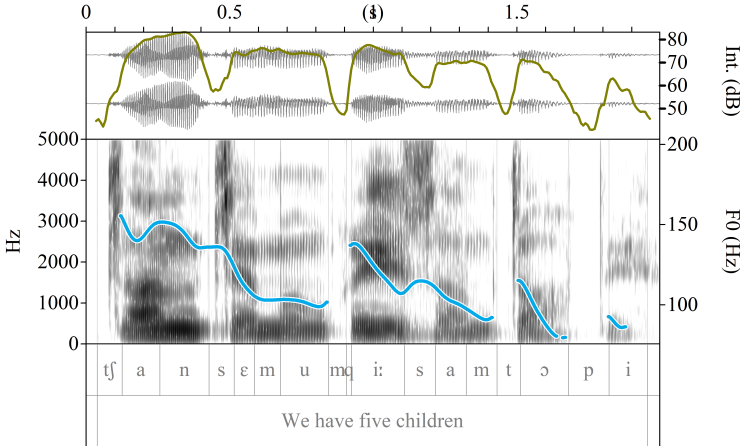 0 0.5 (s) 1 1.5
80
70
60
50
Int. (dB)
5000
4000
3000
2000
1000
0
Hz
200
150
100
F0 (Hz)
tʃ a n s ɛ m u mq iː s a m t ɔ p i
We have five children